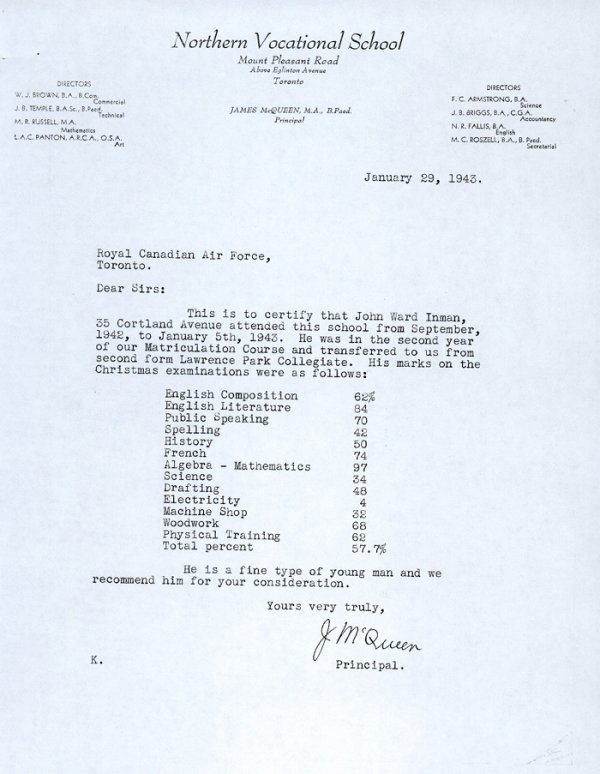 Northern Vocational School
Mount Pleasant Road
Above Eglinton Avenue
Toronto
JAMES McQUEEN, M.A., B.Paed.
Principal
DIRECTORS
W. J. BROWN, B.A., B.Com.
Commercial
J. B. TEMPLE, B.A.Sc., B.Paed.
Technical
M. R. RUSSELL, M.A.
Mathematics
L.A.C. PANTON, A.R.C.A., O.S.A.
Art
DIRECTORS
F. C. ARMSTRONG, B.A.
Science
J. B. BRIGGS, B.A., C.G.A.
Accountancy
N. R. FALLIS, B.A.
English
M. C. ROSZELL, B.A., B. Paed.
Secretarial
January 29, 1943.
Royal Canadian Air Force,
Toronto.
Dear Sirs:
This is to certify that John Ward Inman,
35 Cortland Avenue attended this school from September,
1942, to January 5th, 1943. He was in the second year
of our Matriculation Course and transferred to us from
second form Lawrence Park Collegiate. His marks on the
Christmas examinations were as follows:
English Composition 62%
English Literature 84
Public Speaking 70
Spelling 42
History 50
French 74
Algebra - Mathematics 97
Science 34
Drafting 48
Electricity 4
Machine Shop 32
Woodwork 68
Physical Training 62
Total percent 57.7%
He is a fine type of young man and we
recommend him for your consideration.
Yours very truly,
J McQueen
Principal.
K.